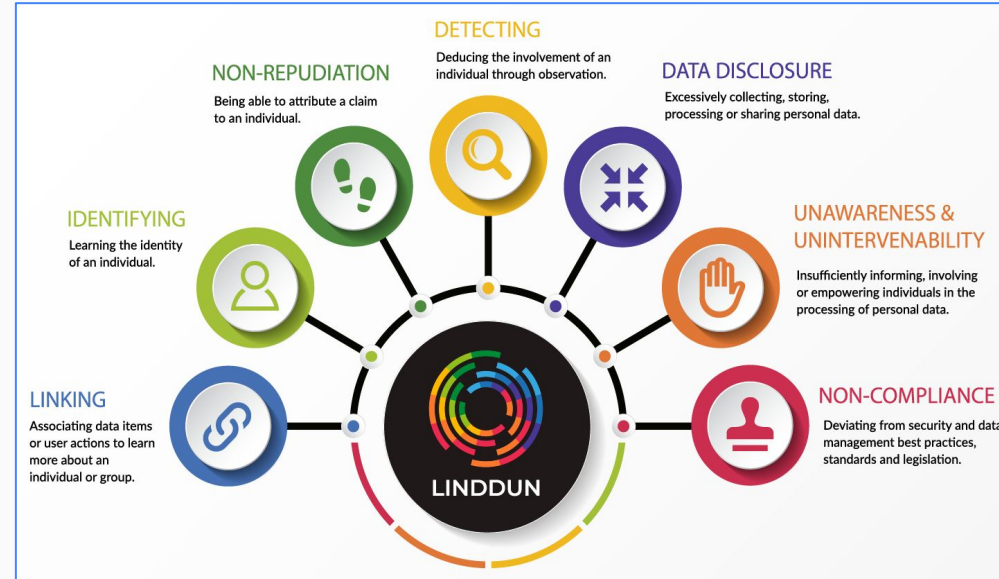 DETECTING
Deducing the involvement of an
individual through observation.
NON-REPUDIATION
Being able to attribute a claim
to an individual.
DATA DISCLOSURE
Excessively collecting, storing,
processing or sharing personal data.
IDENTIFYING
Learning the identity
of an individual.
UNAWARENESS &
UNINTERVENABILITY
Insufficiently informing, involving
or empowering individuals in the
processing of personal data.
LINKING
Associating data items
or user actions to learn
more about an
individual or group.
NON-COMPLIANCE
Deviating from security and data
management best practices,
standards and legislation.
LINDDUN